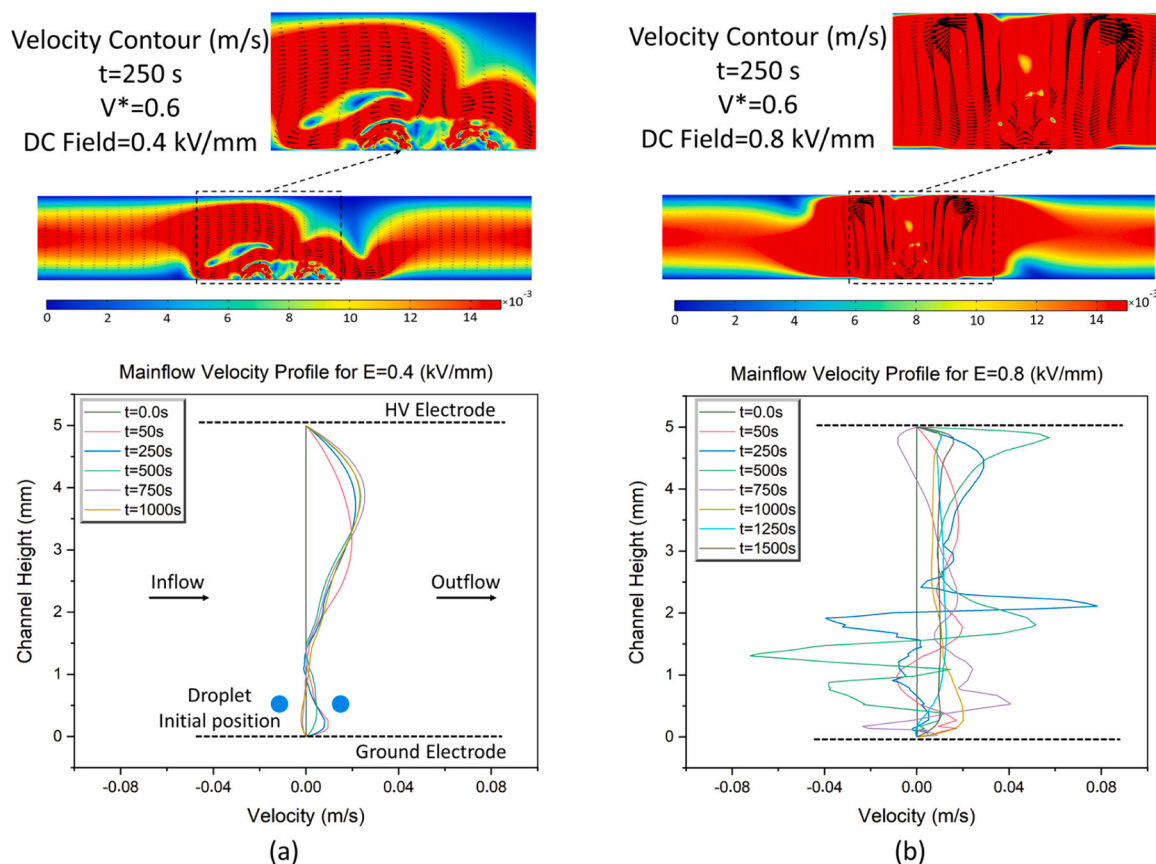 Velocity Contour (m/s)
t=250 s
V*=0.6
DC Field=0.4 kV/mm
×10⁻³
0 2 4 6 8 10 12 14
Mainflow Velocity Profile for E=0.4 (kV/mm)
HV Electrode
t=0.0s
t=50s
t=250s
t=500s
t=750s
t=1000s
Inflow
Outflow
Droplet
Initial position
Ground Electrode
Channel Height (mm)
5
4
3
2
1
0
-0.08 -0.04 0.00 0.04 0.08
Velocity (m/s)
(a)
Velocity Contour (m/s)
t=250 s
V*=0.6
DC Field=0.8 kV/mm
×10⁻³
0 2 4 6 8 10 12 14
Mainflow Velocity Profile for E=0.8 (kV/mm)
t=0.0s
t=50s
t=250s
t=500s
t=750s
t=1000s
t=1250s
t=1500s
Channel Height (mm)
5
4
3
2
1
0
-0.08 -0.04 0.00 0.04 0.08
Velocity (m/s)
(b)